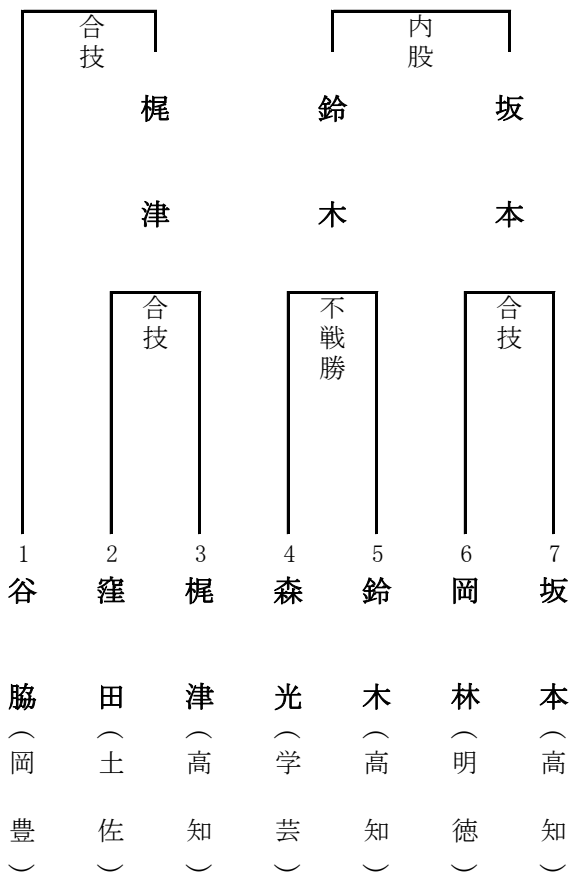 合技
内股
梶津
鈴木
坂本
合技
不戦勝
合技
1
2
3
4
5
6
7
谷脇(岡豊)
窪田(土佐)
梶津(高知)
森光(学芸)
鈴木(高知)
岡林(明徳)
坂本(高知)